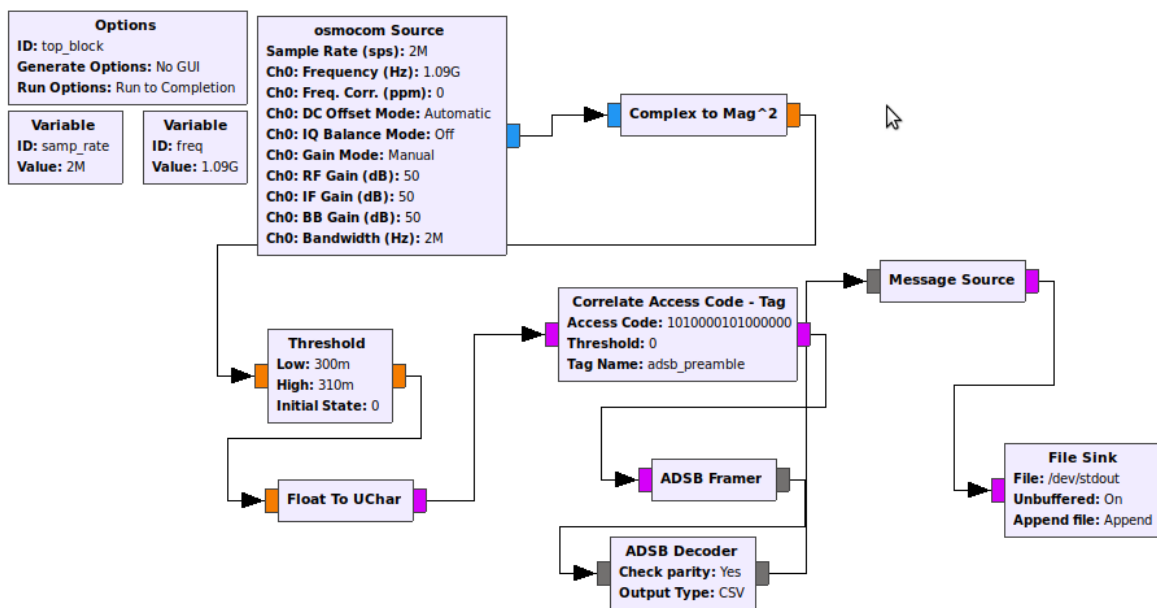 Options
ID: top_block
Generate Options: No GUI
Run Options: Run to Completion
Variable
ID: samp_rate
Value: 2M
Variable
ID: freq
Value: 1.09G
osmocom Source
Sample Rate (sps): 2M
Ch0: Frequency (Hz): 1.09G
Ch0: Freq. Corr. (ppm): 0
Ch0: DC Offset Mode: Automatic
Ch0: IQ Balance Mode: Off
Ch0: Gain Mode: Manual
Ch0: RF Gain (dB): 50
Ch0: IF Gain (dB): 50
Ch0: BB Gain (dB): 50
Ch0: Bandwidth (Hz): 2M
Complex to Mag^2
Threshold
Low: 300m
High: 310m
Initial State: 0
Float To UChar
Correlate Access Code - Tag
Access Code: 1010000101000000
Threshold: 0
Tag Name: adsb_preamble
ADSB Framer
ADSB Decoder
Check parity: Yes
Output Type: CSV
Message Source
File Sink
File: /dev/stdout
Unbuffered: On
Append file: Append